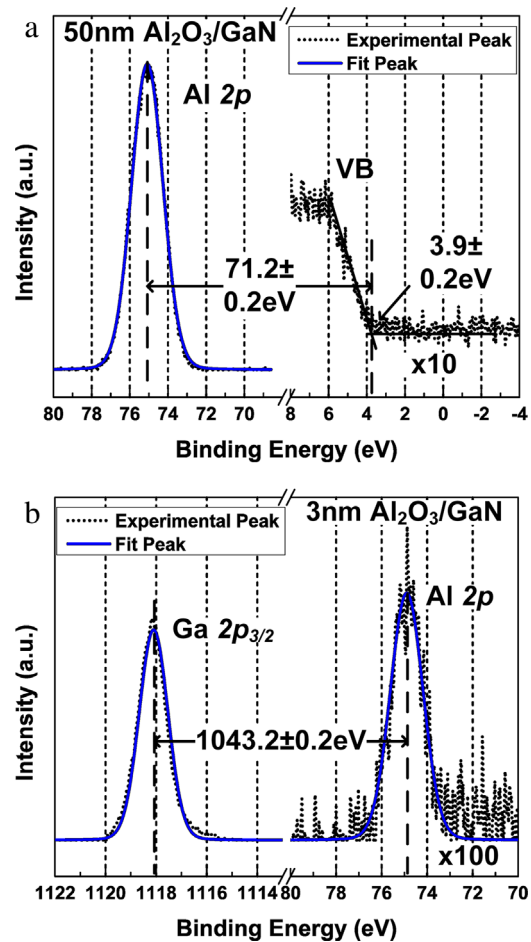 a
50nm Al₂O₃/GaN
Experimental Peak
Fit Peak
Al 2p
VB
71.2±
0.2eV
3.9±
0.2eV
x10
Intensity (a.u.)
80 78 76 74 72 70 8 6 4 2 0 -2 -4
Binding Energy (eV)
b
Experimental Peak
Fit Peak
3nm Al₂O₃/GaN
Al 2p
Ga 2p₃/₂
1043.2±0.2eV
x100
Intensity (a.u.)
1122 1120 1118 1116 1114 80 78 76 74 72 70
Binding Energy (eV)